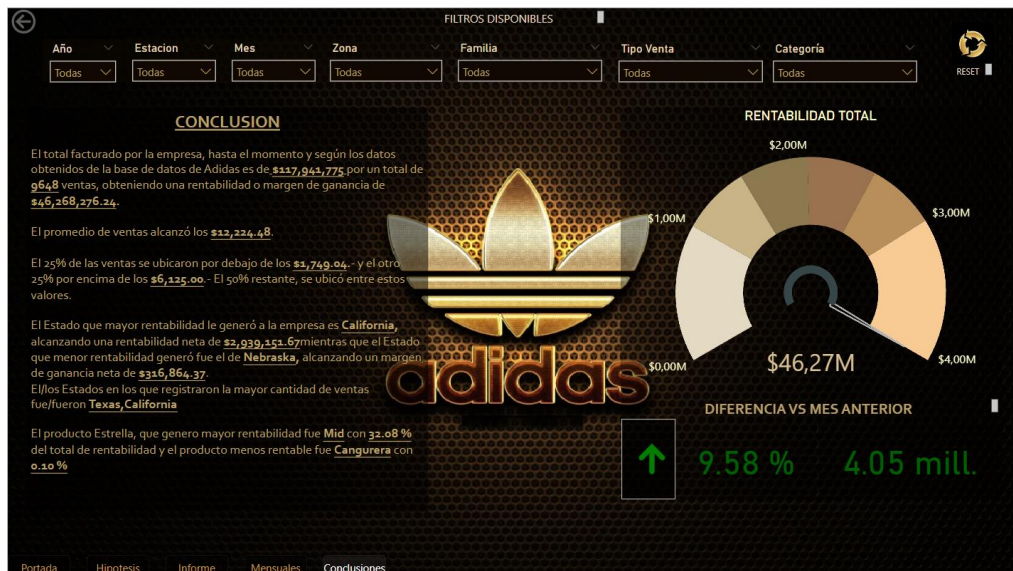 FILTROS DISPONIBLES
Año
Estacion
Mes
Zona
Familia
Tipo Venta
Categoría
Todas
Todas
Todas
Todas
Todas
Todas
Todas
RESET
CONCLUSION
El total facturado por la empresa, hasta el momento y según los datos
obtenidos de la base de datos de Adidas es de $117,941,775 por un total de
9648 ventas, obteniendo una rentabilidad o margen de ganancia de
$46,268,276.24.
El promedio de ventas alcanzó los $12,224.48.
El 25% de las ventas se ubicaron por debajo de los $1,749.04.- y el otro
25% por encima de los $6,125.00.- El 50% restante, se ubicó entre estos
valores.
El Estado que mayor rentabilidad le generó a la empresa es California,
alcanzando una rentabilidad neta de $2,939,151.67mientras que el Estado
que menor rentabilidad generó fue el de Nebraska, alcanzando un margen
de ganancia neta de $316,864.37.
El/los Estados en los que registraron la mayor cantidad de ventas
fue/fueron Texas,California
El producto Estrella, que genero mayor rentabilidad fue Mid con 32.08 %
del total de rentabilidad y el producto menos rentable fue Cangurera con
0.10 %
adidas
RENTABILIDAD TOTAL
$0,00M
$1,00M
$2,00M
$3,00M
$4,00M
$46,27M
DIFERENCIA VS MES ANTERIOR
9.58 %
4.05 mill.
Portada
Hipotesis
Informe
Mensuales
Conclusiones